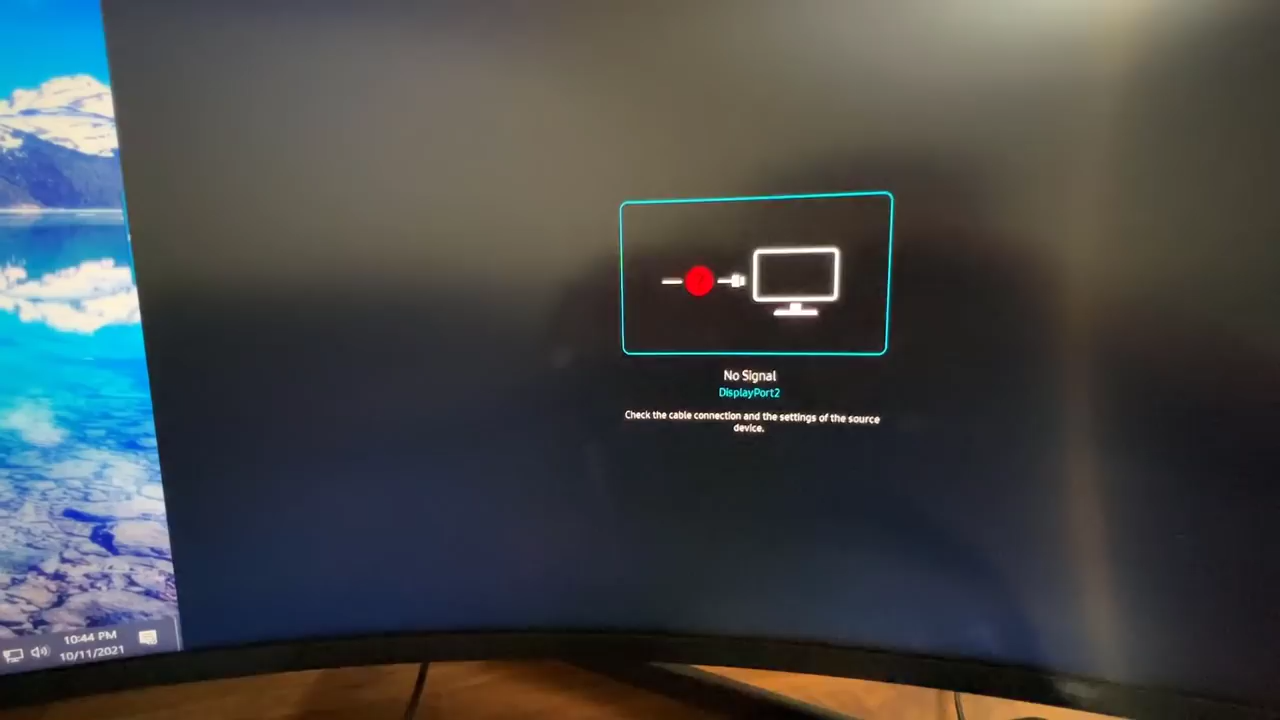 No Signal
DisplayPort2
Check the cable connection and the settings of the source
device.
10:44 PM
10/11/2021